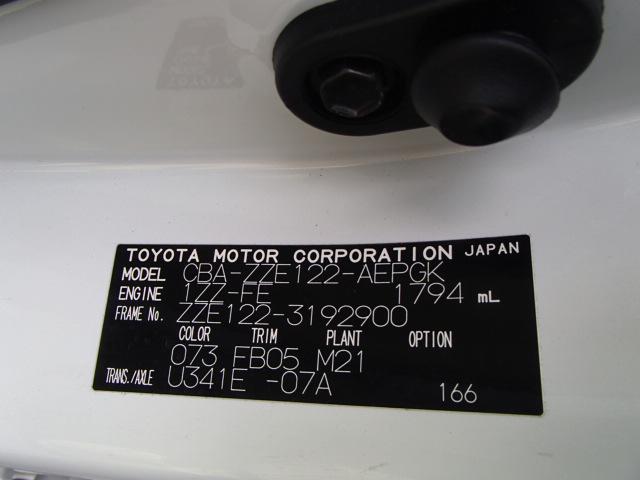 TOYOTA MOTOR CORPORATION JAPAN
MODEL CBA-ZZE122-AEPGK
ENGINE 1ZZ-FE 1794 mL
FRAME No. ZZE122-3192900
COLOR TRIM PLANT OPTION
073 FB05 M21
TRANS./AXLE U341E -07A
166